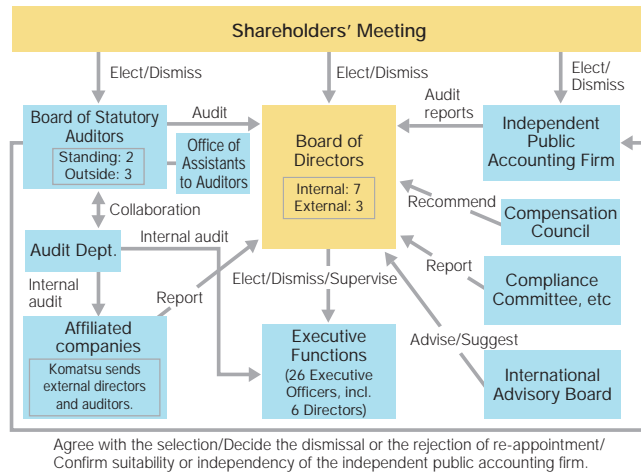 Shareholders' Meeting
Elect/Dismiss
Elect/Dismiss
Elect/
Dismiss
Board of Statutory
Auditors
Standing: 2
Outside: 3
Audit
Office of
Assistants
to Auditors
Board of
Directors
Internal: 7
External: 3
Audit
reports
Independent
Public
Accounting Firm
Collaboration
Recommend
Compensation
Council
Audit Dept.
Internal audit
Internal
audit
Report
Elect/Dismiss/Supervise
Report
Compliance
Committee, etc
Affiliated
companies
Komatsu sends
external directors
and auditors.
Executive
Functions
(26 Executive
Officers, incl.
6 Directors)
Advise/Suggest
International
Advisory Board
Agree with the selection/Decide the dismissal or the rejection of re-appointment/
Confirm suitability or independency of the independent public accounting firm.